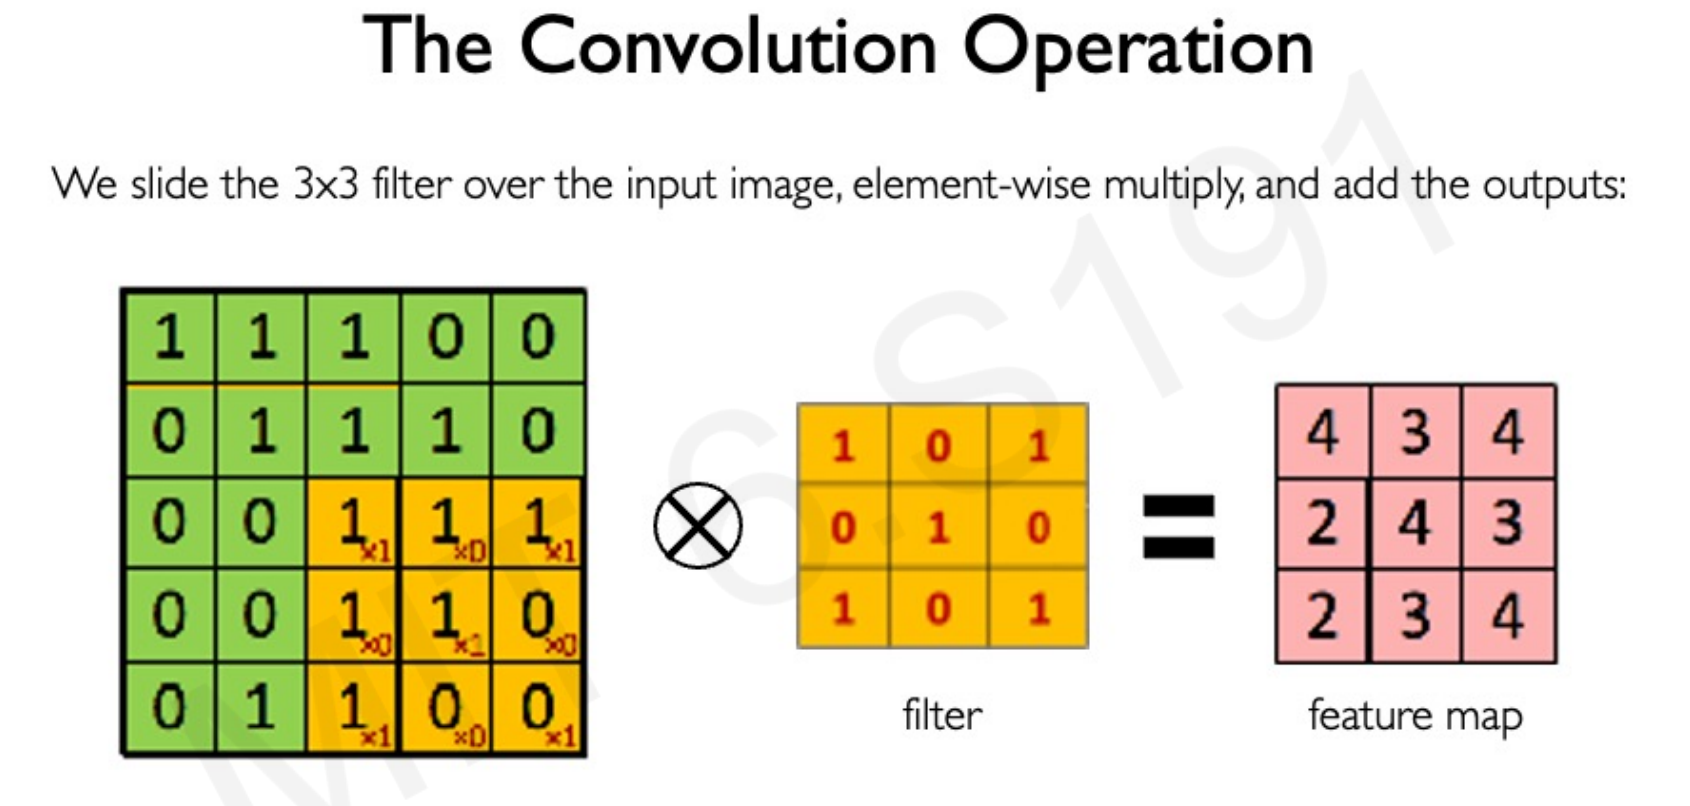 The Convolution Operation
We slide the 3x3 filter over the input image, element-wise multiply, and add the outputs:
1 1 1 0 0
0 1 1 1 0
0 0 1×1 1×0 1×1
0 0 1×0 1×1 0×0
0 1 1×1 0×0 0×1
1 0 1
0 1 0
1 0 1
filter
4 3 4
2 4 3
2 3 4
feature map
MIT 6.S191